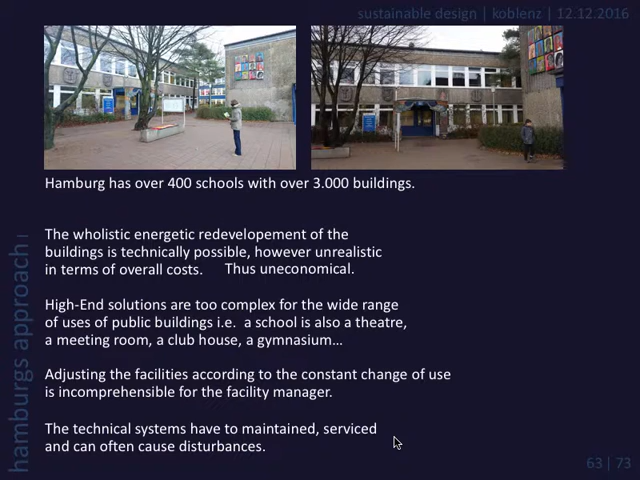 sustainable design | koblenz | 12.12.2016
Hamburg has over 400 schools with over 3.000 buildings.
The wholistic energetic redevelopement of the
buildings is technically possible, however unrealistic
in terms of overall costs. Thus uneconomical.
High-End solutions are too complex for the wide range
of uses of public buildings i.e. a school is also a theatre,
a meeting room, a club house, a gymnasium...
Adjusting the facilities according to the constant change of use
is incomprehensible for the facility manager.
The technical systems have to maintained, serviced
and can often cause disturbances.
hamburgs approach |
63 | 73